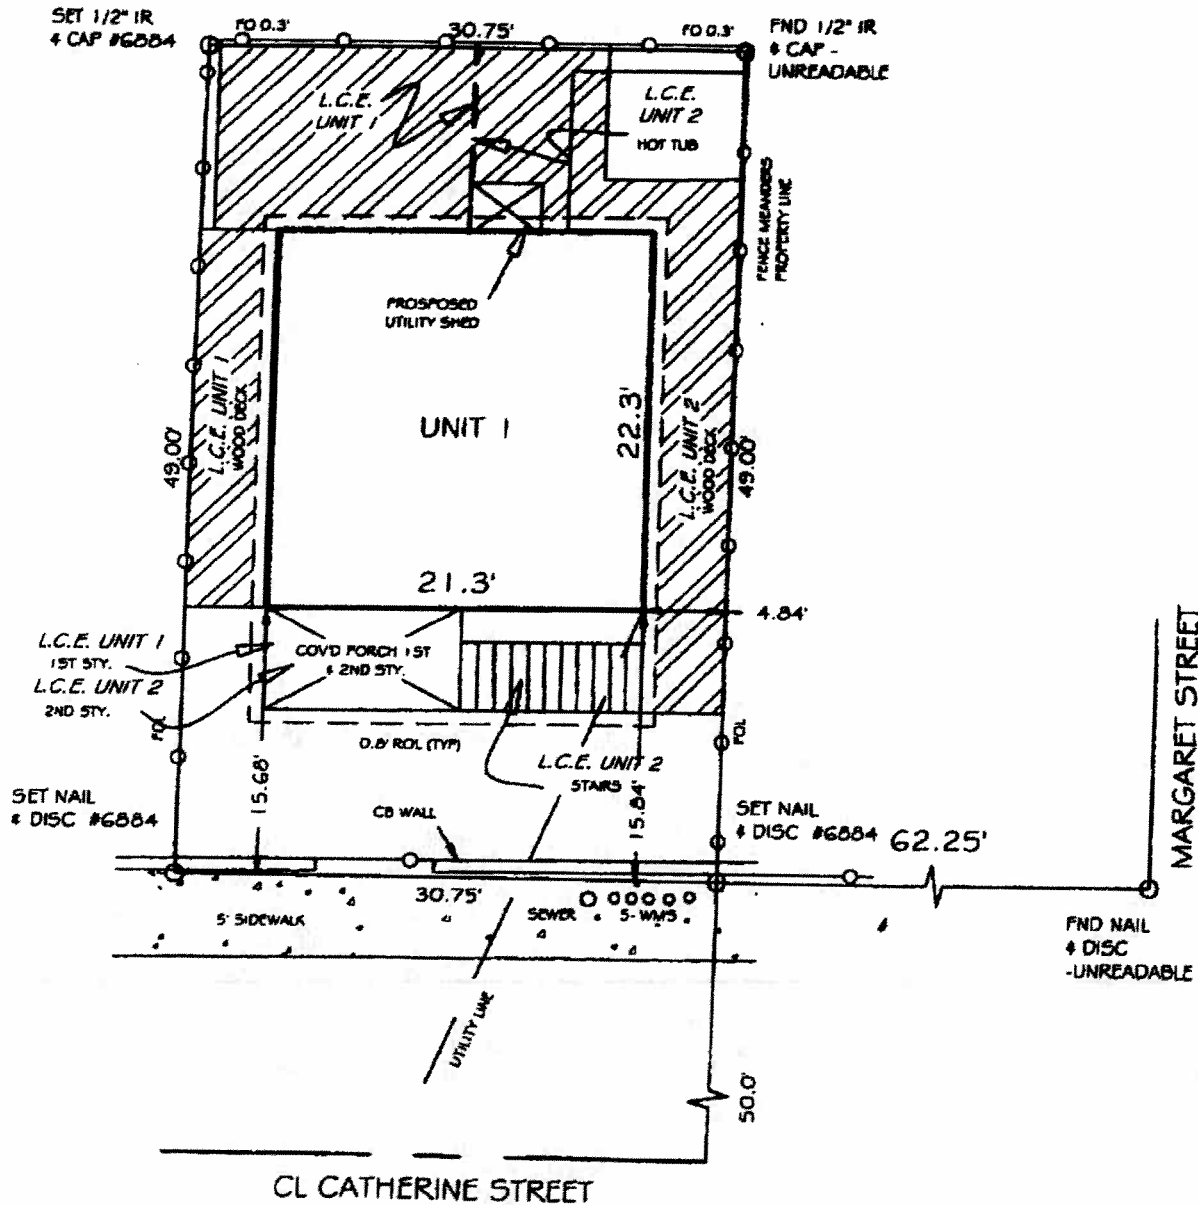 SET 1/2" IR
& CAP #6884
FO 0.3'
30.75'
FO 0.3'
FND 1/2" IR
& CAP -
UNREADABLE
L.C.E.
UNIT 1
L.C.E.
UNIT 2
HOT TUB
FENCE MEANDERS
PROPERTY LINE
PROSPOSED
UTILITY SHED
L.C.E. UNIT 1
WOOD DECK
49.00'
UNIT 1
22.3'
L.C.E. UNIT 2
WOOD DECK
49.00'
21.3'
4.84'
L.C.E. UNIT 1
1ST STY.
L.C.E. UNIT 2
2ND STY.
COV'D PORCH 1ST
& 2ND STY.
FOL
FOL
0.8' ROL (TYP)
L.C.E. UNIT 2
STAIRS
15.68'
15.84'
SET NAIL
& DISC #6884
CB WALL
SET NAIL
& DISC #6884
62.25'
MARGARET STREET
30.75'
5' SIDEWALK
SEWER
5- WMS
FND NAIL
& DISC
-UNREADABLE
UTILITY LINE
50.0'
CL CATHERINE STREET